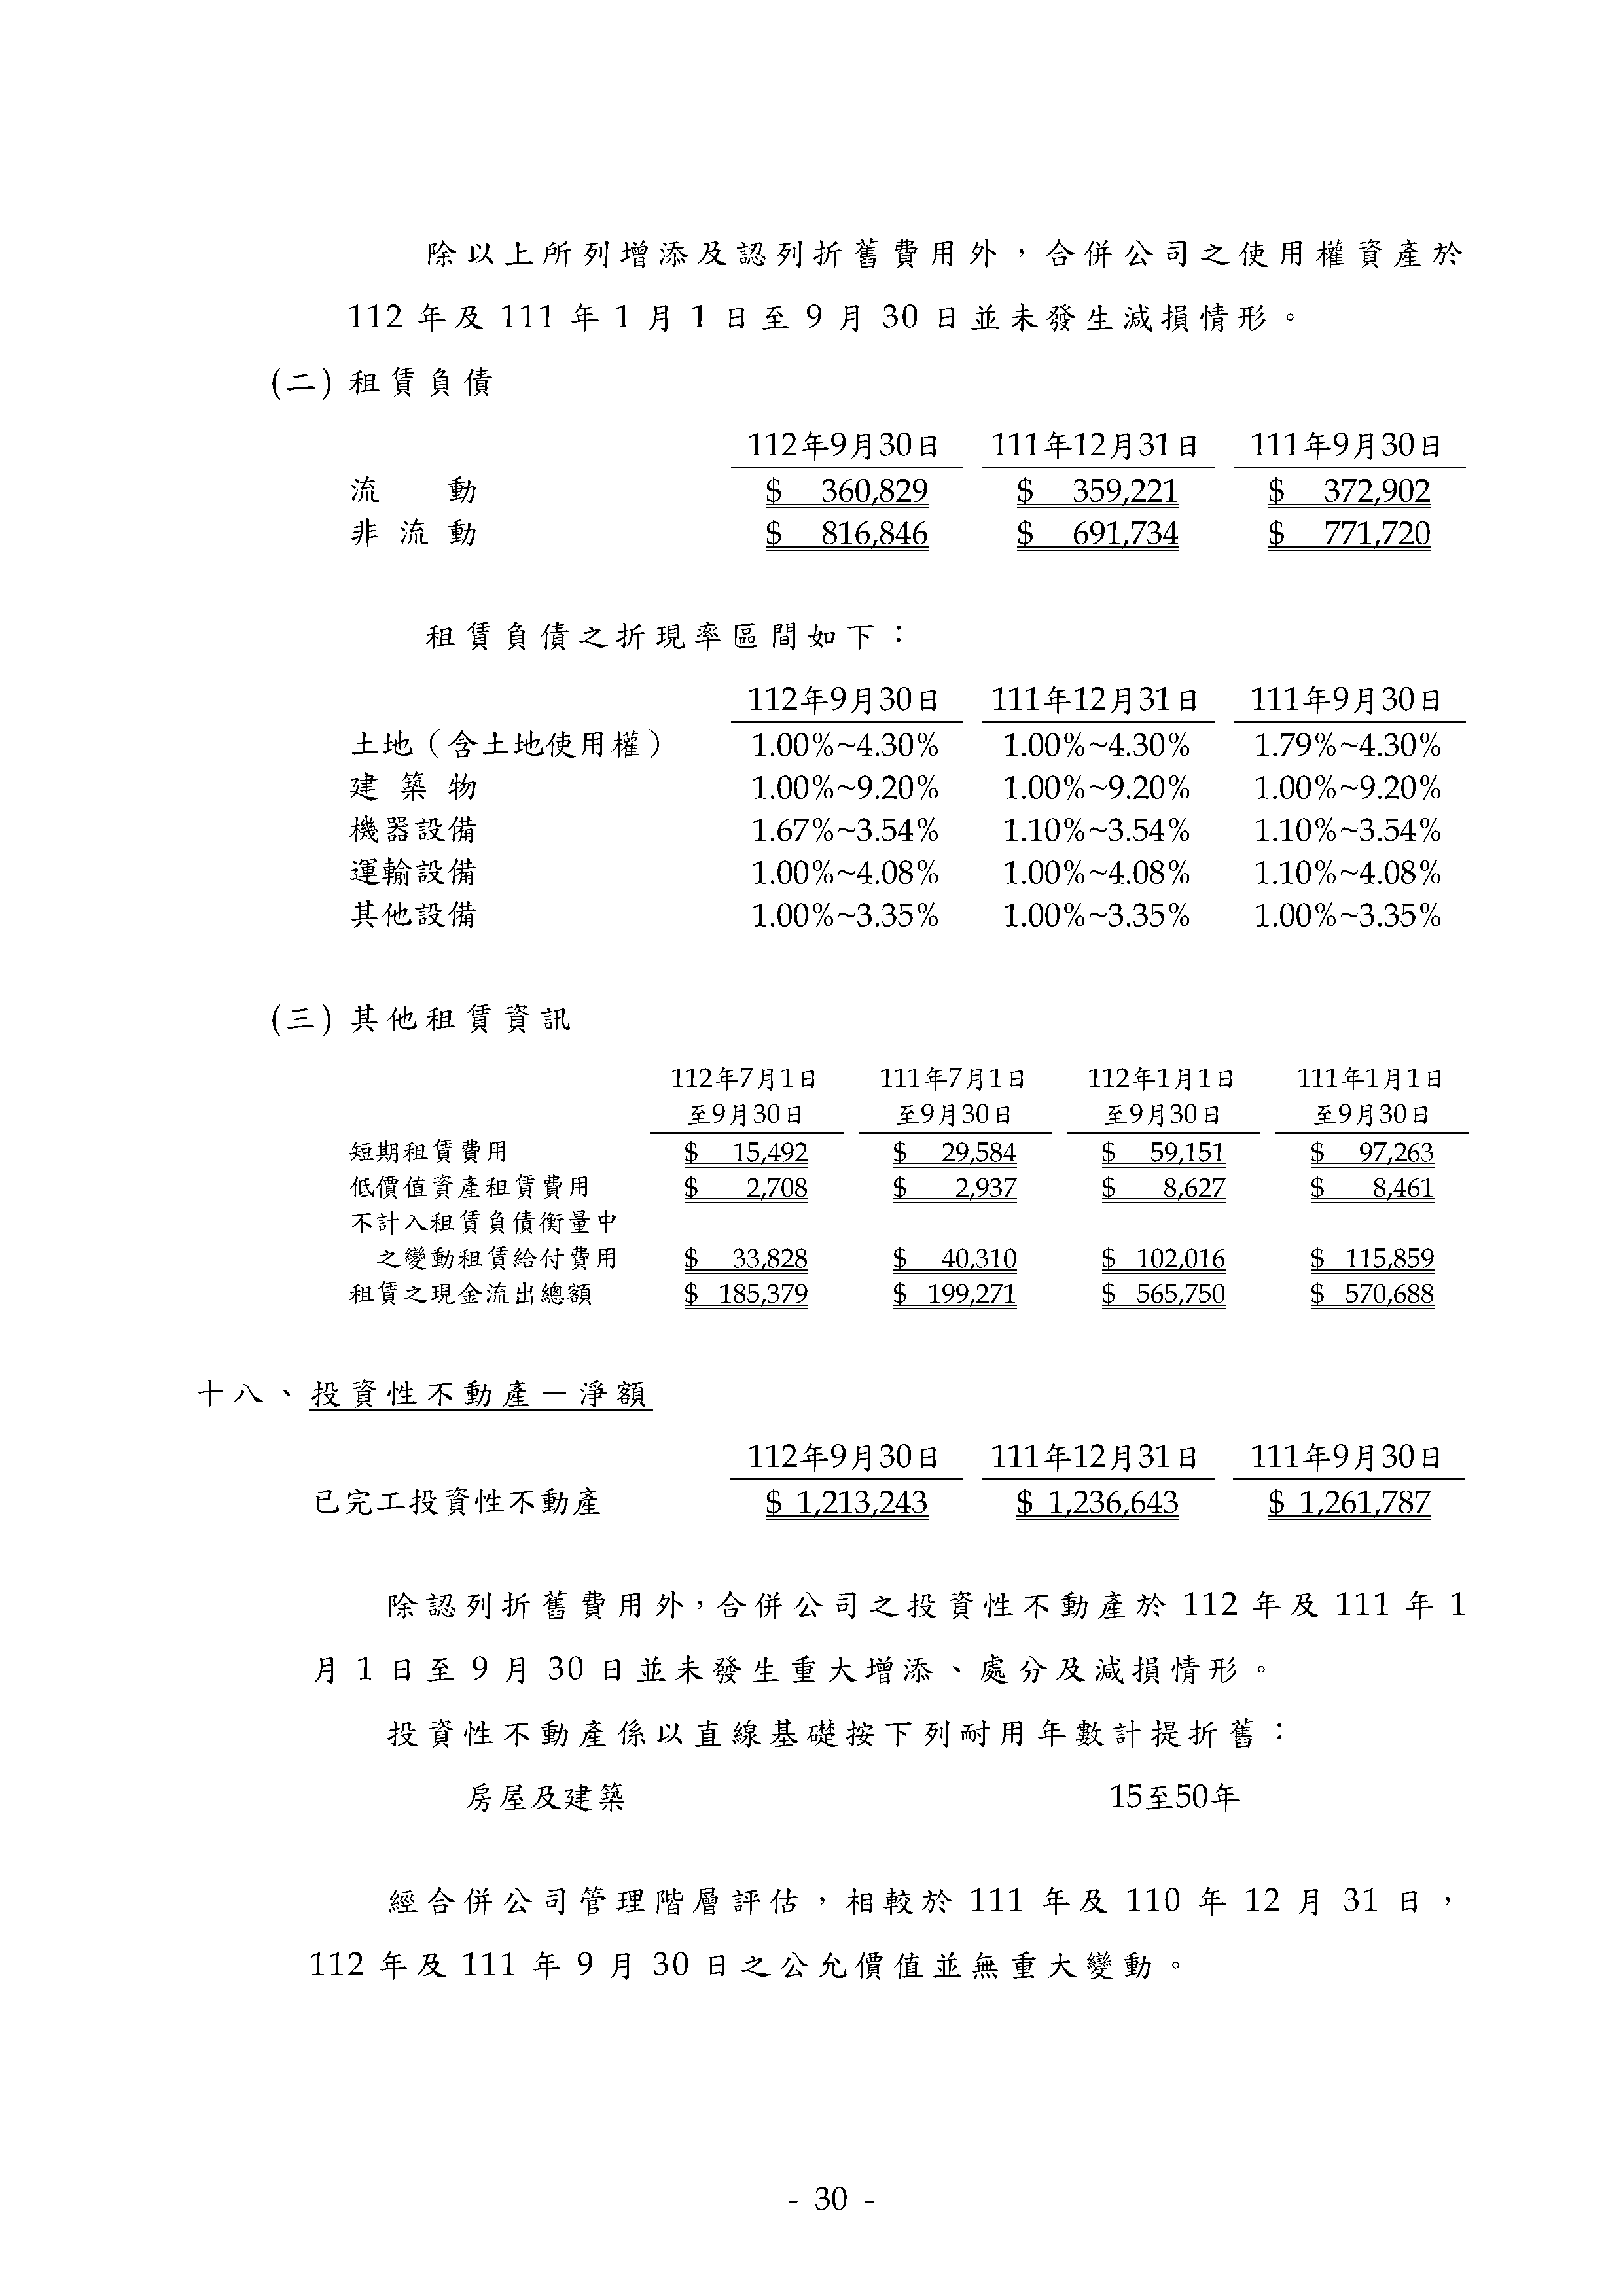 除以上所列增添及認列折舊費用外，合併公司之使用權資產於
112 年及 111 年 1 月 1 日至 9 月 30 日並未發生減損情形。
(二) 租賃負債
112年9月30日 111年12月31日 111年9月30日
流動 $ 360,829 $ 359,221 $ 372,902
非流動 $ 816,846 $ 691,734 $ 771,720
租賃負債之折現率區間如下：
112年9月30日 111年12月31日 111年9月30日
土地（含土地使用權） 1.00%~4.30% 1.00%~4.30% 1.79%~4.30%
建築物 1.00%~9.20% 1.00%~9.20% 1.00%~9.20%
機器設備 1.67%~3.54% 1.10%~3.54% 1.10%~3.54%
運輸設備 1.00%~4.08% 1.00%~4.08% 1.10%~4.08%
其他設備 1.00%~3.35% 1.00%~3.35% 1.00%~3.35%
(三) 其他租賃資訊
112年7月1日 111年7月1日 112年1月1日 111年1月1日
至9月30日 至9月30日 至9月30日 至9月30日
短期租賃費用 $ 15,492 $ 29,584 $ 59,151 $ 97,263
低價值資產租賃費用 $ 2,708 $ 2,937 $ 8,627 $ 8,461
不計入租賃負債衡量中
之變動租賃給付費用 $ 33,828 $ 40,310 $ 102,016 $ 115,859
租賃之現金流出總額 $ 185,379 $ 199,271 $ 565,750 $ 570,688
十八、投資性不動產－淨額
112年9月30日 111年12月31日 111年9月30日
已完工投資性不動產 $ 1,213,243 $ 1,236,643 $ 1,261,787
除認列折舊費用外，合併公司之投資性不動產於 112 年及 111 年 1
月 1 日至 9 月 30 日並未發生重大增添、處分及減損情形。
投資性不動產係以直線基礎按下列耐用年數計提折舊：
房屋及建築 15至50年
經合併公司管理階層評估，相較於 111 年及 110 年 12 月 31 日，
112 年及 111 年 9 月 30 日之公允價值並無重大變動。
- 30 -